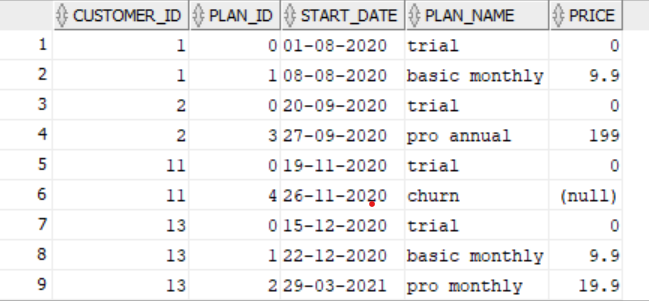 CUSTOMER_ID PLAN_ID START_DATE PLAN_NAME PRICE
1 1 0 01-08-2020 trial 0
2 1 1 08-08-2020 basic monthly 9.9
3 2 0 20-09-2020 trial 0
4 2 3 27-09-2020 pro annual 199
5 11 0 19-11-2020 trial 0
6 11 4 26-11-2020 churn (null)
7 13 0 15-12-2020 trial 0
8 13 1 22-12-2020 basic monthly 9.9
9 13 2 29-03-2021 pro monthly 19.9